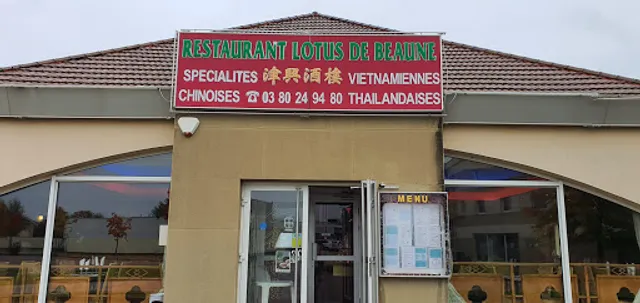 RESTAURANT LOTUS DE BEAUNE
SPECIALITES 津興酒樓 VIETNAMIENNES
CHINOISES ☎ 03 80 24 94 80 THAILANDAISES
MENU